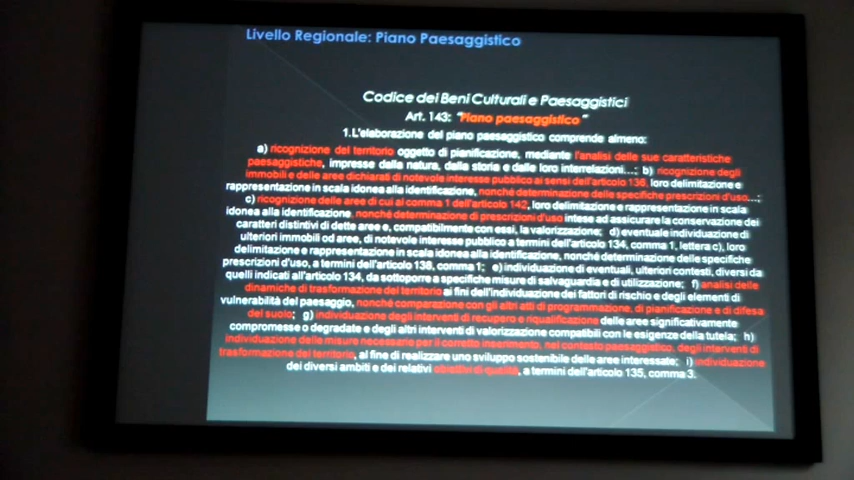 Livello Regionale: Piano Paesaggistico
Codice dei Beni Culturali e Paesaggistici
Art. 143: "Piano paesaggistico"
1.L'elaborazione del piano paesaggistico comprende almeno:
a) ricognizione del territorio oggetto di pianificazione, mediante l'analisi delle sue caratteristiche
paesaggistiche, impresse dalla natura, dalla storia e dalle loro interrelazioni...; b) ricognizione degli
immobili e delle aree dichiarati di notevole interesse pubblico ai sensi dell'articolo 136, loro delimitazione e
rappresentazione in scala idonea alla identificazione, nonché determinazione delle specifiche prescrizioni d'uso...;
c) ricognizione delle aree di cui al comma 1 dell'articolo 142, loro delimitazione e rappresentazione in scala
idonea alla identificazione, nonché determinazione di prescrizioni d'uso intese ad assicurare la conservazione dei
caratteri distintivi di dette aree e, compatibilmente con essi, la valorizzazione; d) eventuale individuazione di
ulteriori immobili od aree, di notevole interesse pubblico a termini dell'articolo 134, comma 1, lettera c), loro
delimitazione e rappresentazione in scala idonea alla identificazione, nonché determinazione delle specifiche
prescrizioni d'uso, a termini dell'articolo 138, comma 1; e) individuazione di eventuali, ulteriori contesti, diversi da
quelli indicati all'articolo 134, da sottoporre a specifiche misure di salvaguardia e di utilizzazione; f) analisi delle
dinamiche di trasformazione del territorio ai fini dell'individuazione dei fattori di rischio e degli elementi di
vulnerabilità del paesaggio, nonché comparazione con gli altri atti di programmazione, di pianificazione e di difesa
del suolo; g) individuazione degli interventi di recupero e riqualificazione delle aree significativamente
compromesse o degradate e degli altri interventi di valorizzazione compatibili con le esigenze della tutela; h)
individuazione delle misure necessarie per il corretto inserimento, nel contesto paesaggistico, degli interventi di
trasformazione del territorio, al fine di realizzare uno sviluppo sostenibile delle aree interessate; i) individuazione
dei diversi ambiti e dei relativi obiettivi di qualità, a termini dell'articolo 135, comma 3.